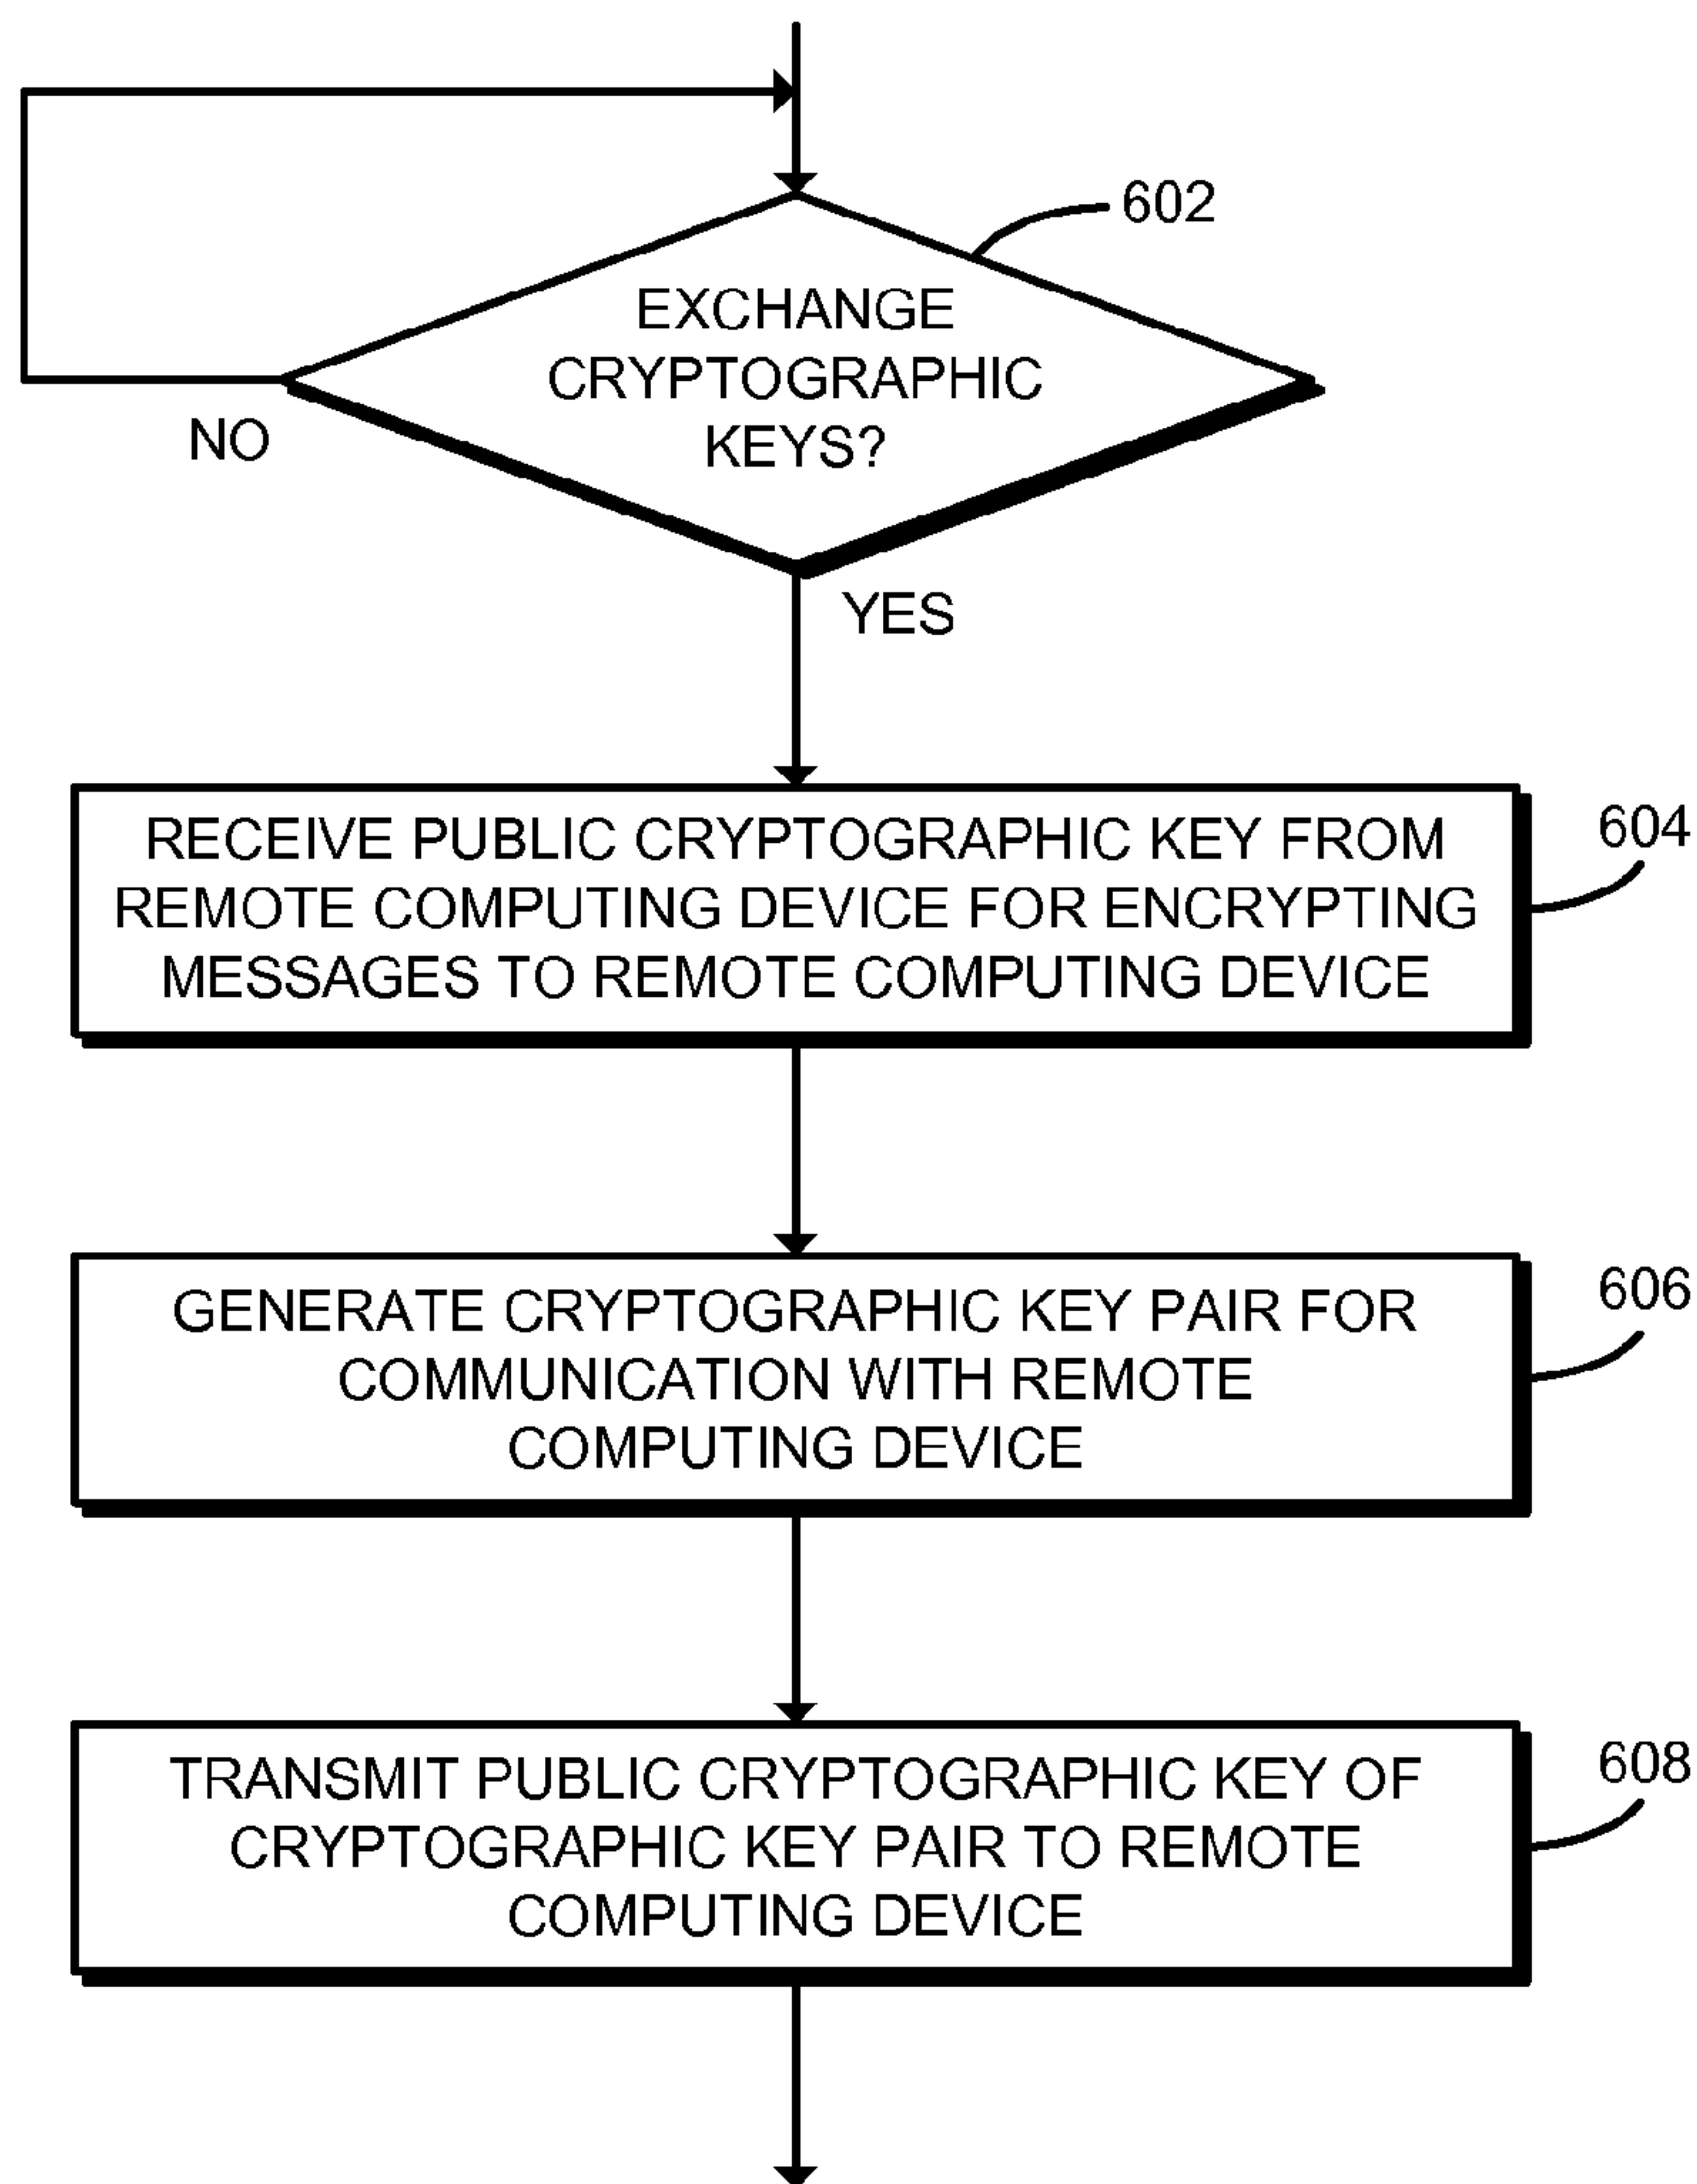 602
EXCHANGE
CRYPTOGRAPHIC
KEYS?
NO
YES
604
RECEIVE PUBLIC CRYPTOGRAPHIC KEY FROM
REMOTE COMPUTING DEVICE FOR ENCRYPTING
MESSAGES TO REMOTE COMPUTING DEVICE
606
GENERATE CRYPTOGRAPHIC KEY PAIR FOR
COMMUNICATION WITH REMOTE
COMPUTING DEVICE
608
TRANSMIT PUBLIC CRYPTOGRAPHIC KEY OF
CRYPTOGRAPHIC KEY PAIR TO REMOTE
COMPUTING DEVICE